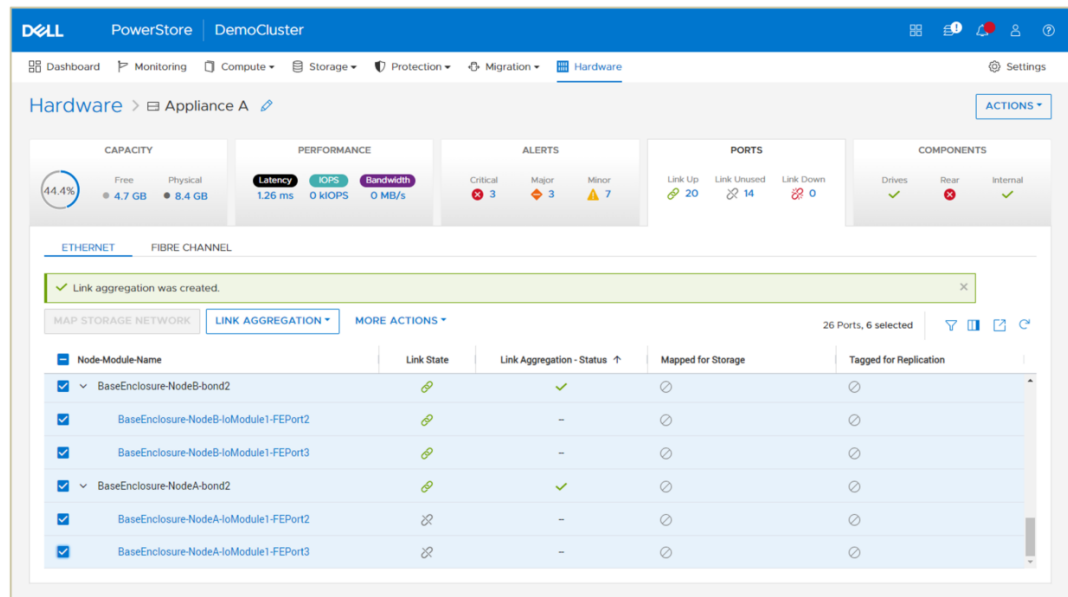 DELL PowerStore DemoCluster
Dashboard Monitoring Compute Storage Protection Migration Hardware Settings
Hardware > Appliance A ACTIONS
CAPACITY PERFORMANCE ALERTS PORTS COMPONENTS
Free Physical Latency IOPS Bandwidth Critical Major Minor Link Up Link Unused Link Down Drives Rear Internal
44.4% 4.7 GB 8.4 GB 1.26 ms 0 kIOPS 0 MB/s 3 3 7 20 14 0
ETHERNET FIBRE CHANNEL
Link aggregation was created.
MAP STORAGE NETWORK LINK AGGREGATION MORE ACTIONS 26 Ports, 6 selected
Node-Module-Name Link State Link Aggregation - Status Mapped for Storage Tagged for Replication
BaseEnclosure-NodeB-bond2
BaseEnclosure-NodeB-IoModule1-FEPort2 –
BaseEnclosure-NodeB-IoModule1-FEPort3 –
BaseEnclosure-NodeA-bond2
BaseEnclosure-NodeA-IoModule1-FEPort2 –
BaseEnclosure-NodeA-IoModule1-FEPort3 –